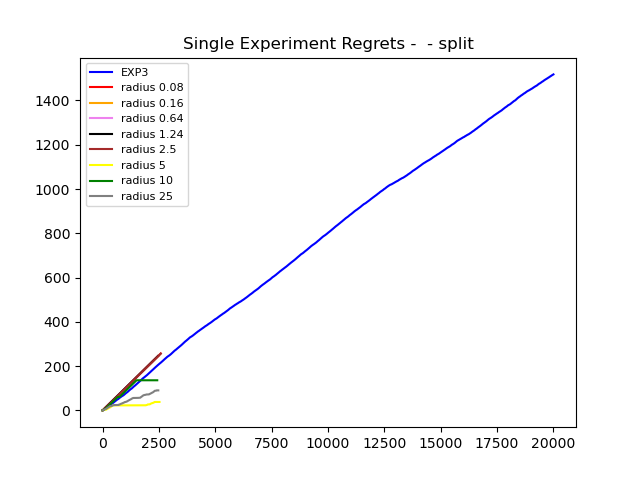 Single Experiment Regrets -  - split
EXP3
radius 0.08
radius 0.16
radius 0.64
radius 1.24
radius 2.5
radius 5
radius 10
radius 25
1400
1200
1000
800
600
400
200
0
0 2500 5000 7500 10000 12500 15000 17500 20000